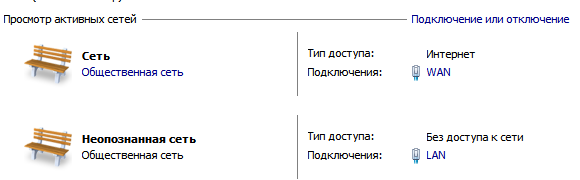 Просмотр активных сетей Подключение или отключение
Сеть
Общественная сеть
Тип доступа: Интернет
Подключения: WAN
Неопознанная сеть
Общественная сеть
Тип доступа: Без доступа к сети
Подключения: LAN